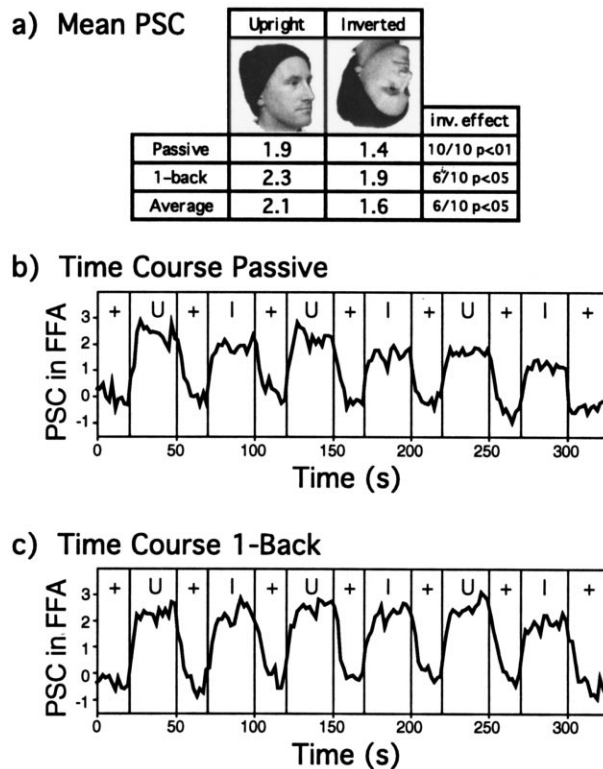 a) Mean PSC
Upright Inverted
inv. effect
Passive 1.9 1.4 10/10 p<01
1-back 2.3 1.9 6/10 p<05
Average 2.1 1.6 6/10 p<05
b) Time Course Passive
+ U + I + U + I + U + I +
PSC in FFA
3
2
1
0
-1
0 50 100 150 200 250 300
Time (s)
c) Time Course 1-Back
+ U + I + U + I + U + I +
PSC in FFA
3
2
1
0
-1
0 50 100 150 200 250 300
Time (s)